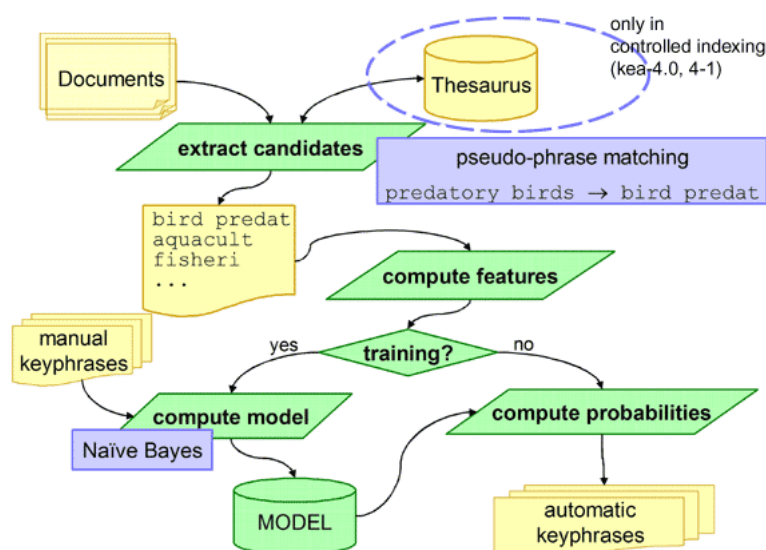 only in
controlled indexing
(kea-4.0, 4-1)
Documents
Thesaurus
extract candidates
pseudo-phrase matching
predatory birds → bird predat
bird predat
aquacult
fisheri
...
compute features
manual
keyphrases
yes
training?
no
compute model
compute probabilities
Naïve Bayes
MODEL
automatic
keyphrases